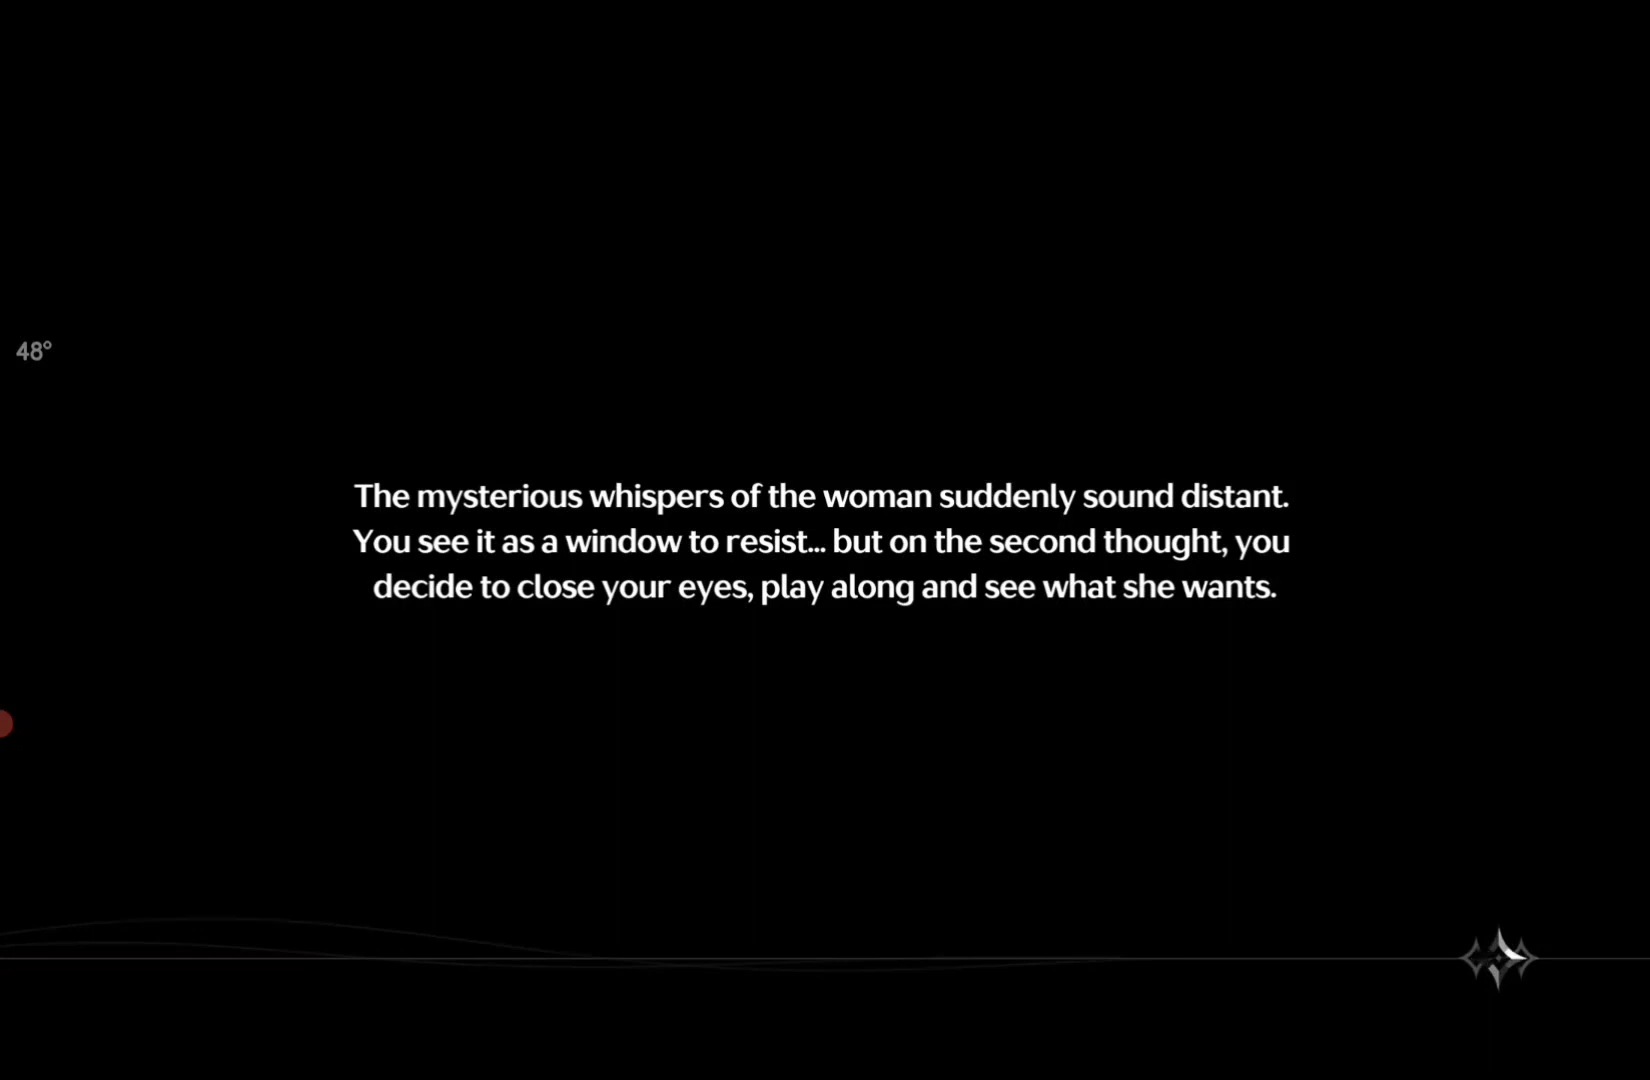 48°
The mysterious whispers of the woman suddenly sound distant.
You see it as a window to resist... but on the second thought, you
decide to close your eyes, play along and see what she wants.